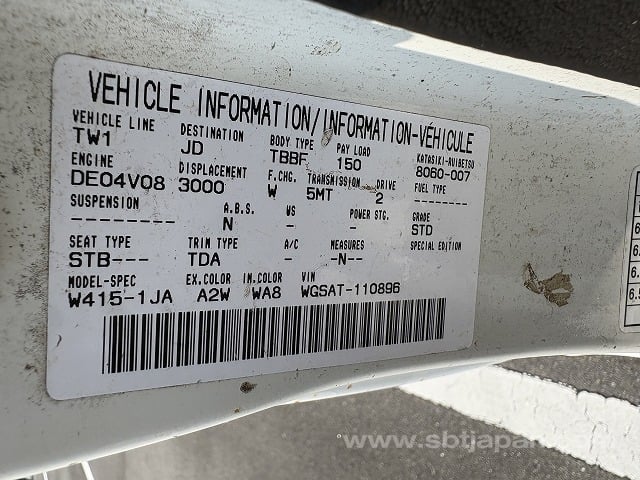 VEHICLE INFORMATION/INFORMATION-VÉHICULE
VEHICLE LINE DESTINATION BODY TYPE PAY LOAD KATASIKI-RUIBETSU
TW1 JD TBBF 150 8060-007
ENGINE DISPLACEMENT F.CHG. TRANSMISSION DRIVE FUEL TYPE
DE04V08 3000 W 5MT 2 -------
SUSPENSION A.B.S. WS POWER STG. GRADE
-------- N - - STD
SEAT TYPE TRIM TYPE A/C MEASURES SPECIAL EDITION
STB--- TDA - --N--
MODEL-SPEC EX.COLOR IM.COLOR VIN
W415-1JA A2W WA8 WGSAT-110896
www.sbtjapan.com